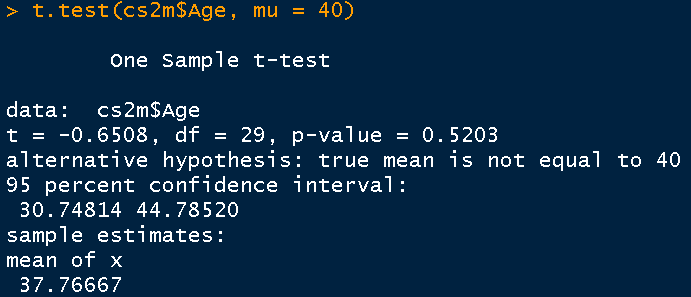 > t.test(cs2m$Age, mu = 40)
One Sample t-test
data:  cs2m$Age
t = -0.6508, df = 29, p-value = 0.5203
alternative hypothesis: true mean is not equal to 40
95 percent confidence interval:
 30.74814 44.78520
sample estimates:
mean of x
 37.76667